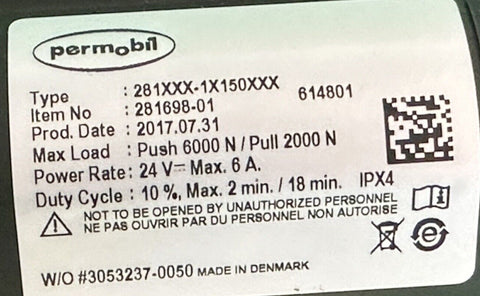 permobil
Type : 281XXX-1X150XXX 614801
Item No : 281698-01
Prod. Date : 2017.07.31
Max Load : Push 6000 N / Pull 2000 N
Power Rate : 24 V⎓ Max. 6 A.
Duty Cycle : 10 %, Max. 2 min. / 18 min. IPX4
NOT TO BE OPENED BY UNAUTHORIZED PERSONNEL
NE PAS OUVRIR PAR DU PERSONNEL NON AUTORISE
W/O #3053237-0050 MADE IN DENMARK